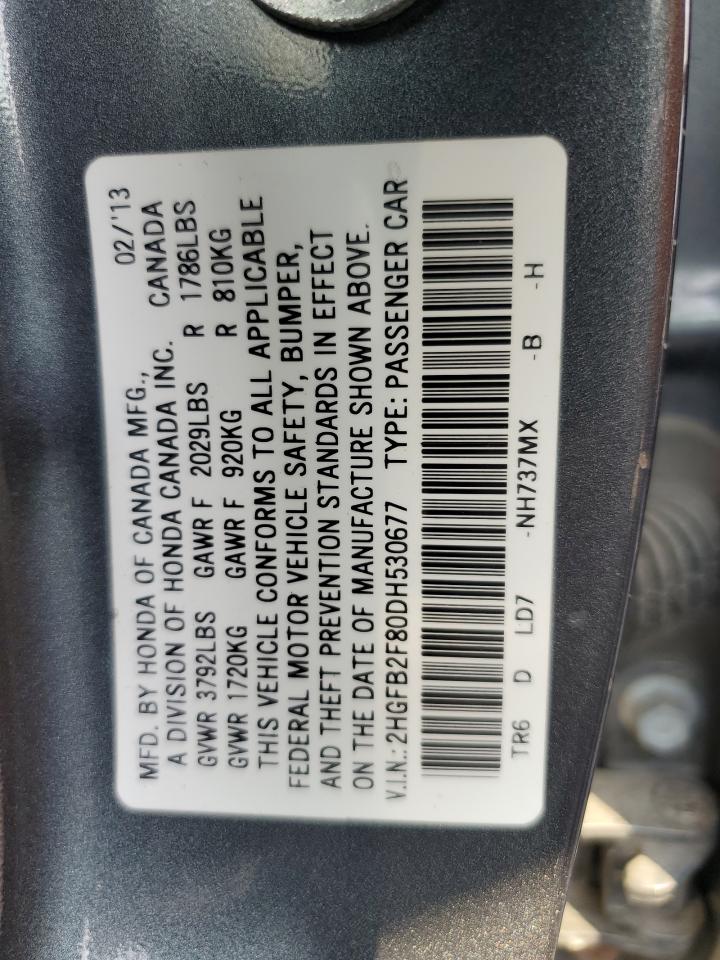 MFD. BY HONDA OF CANADA MFG., 02/'13
A DIVISION OF HONDA CANADA INC. CANADA
GVWR 3792LBS GAWR F 2029LBS R 1786LBS
GVWR 1720KG GAWR F 920KG R 810KG
THIS VEHICLE CONFORMS TO ALL APPLICABLE
FEDERAL MOTOR VEHICLE SAFETY, BUMPER,
AND THEFT PREVENTION STANDARDS IN EFFECT
ON THE DATE OF MANUFACTURE SHOWN ABOVE.
V.I.N.: 2HGFB2F80DH530677 TYPE: PASSENGER CAR
TR6 D LD7 -NH737MX -B -H